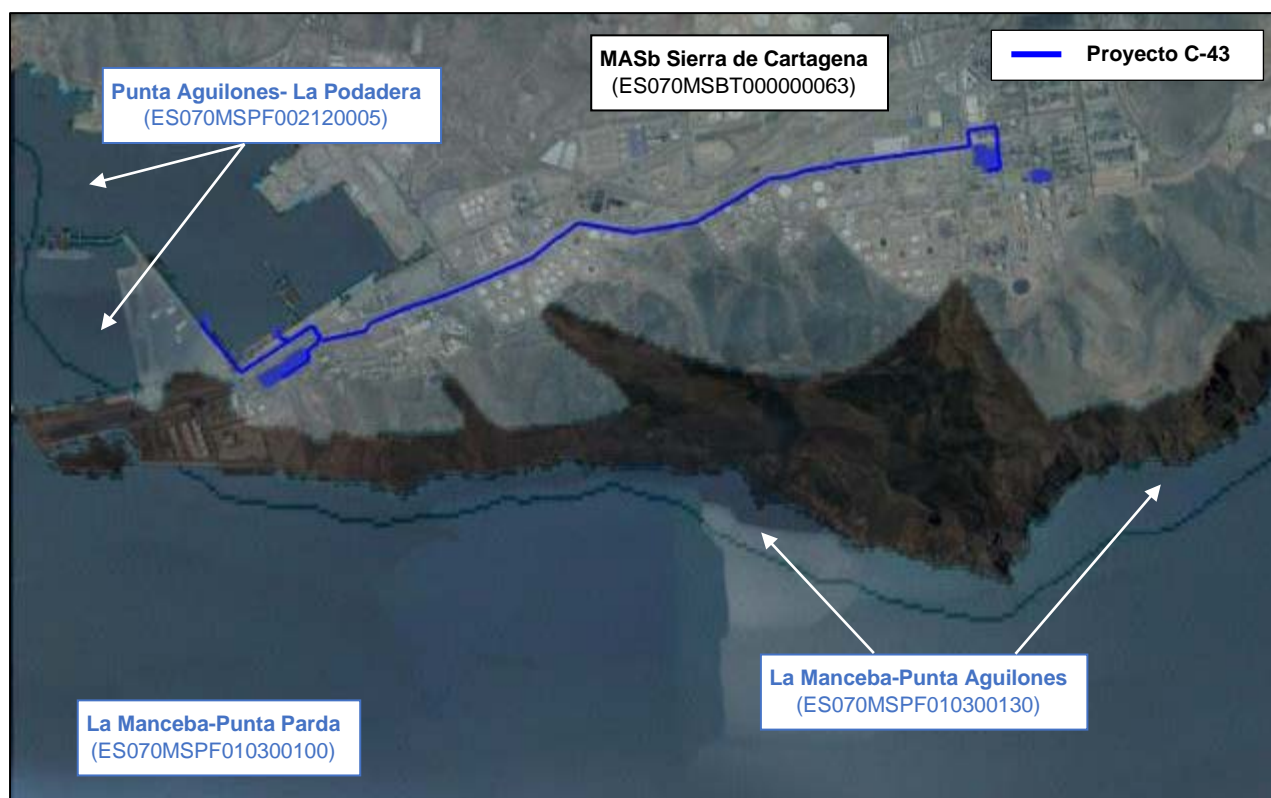 MASb Sierra de Cartagena
(ES070MSBT000000063)
Proyecto C-43
Punta Aguilones- La Podadera
(ES070MSPF002120005)
La Manceba-Punta Aguilones
(ES070MSPF010300130)
La Manceba-Punta Parda
(ES070MSPF010300100)